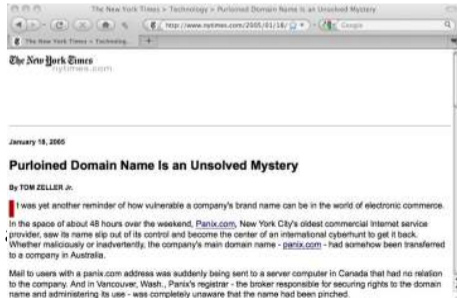 The New York Times > Technology > Purloined Domain Name Is an Unsolved Mystery
http://www.nytimes.com/2005/01/18/
Google
The New York Times > Technolog...
The New York Times
nytimes.com
January 18, 2005
Purloined Domain Name Is an Unsolved Mystery
By TOM ZELLER Jr.
It was yet another reminder of how vulnerable a company's brand name can be in the world of electronic commerce.
In the space of about 48 hours over the weekend, Panix.com, New York City's oldest commercial Internet service
provider, saw its name slip out of its control and become the center of an international cyberhunt to get it back.
Whether maliciously or inadvertently, the company's main domain name - panix.com - had somehow been transferred
to a company in Australia.
Mail to users with a panix.com address was suddenly being sent to a server computer in Canada that had no relation
to the company. And in Vancouver, Wash., Panix's registrar - the broker responsible for securing rights to the domain
name and administering its use - was completely unaware that the name had been pinched.